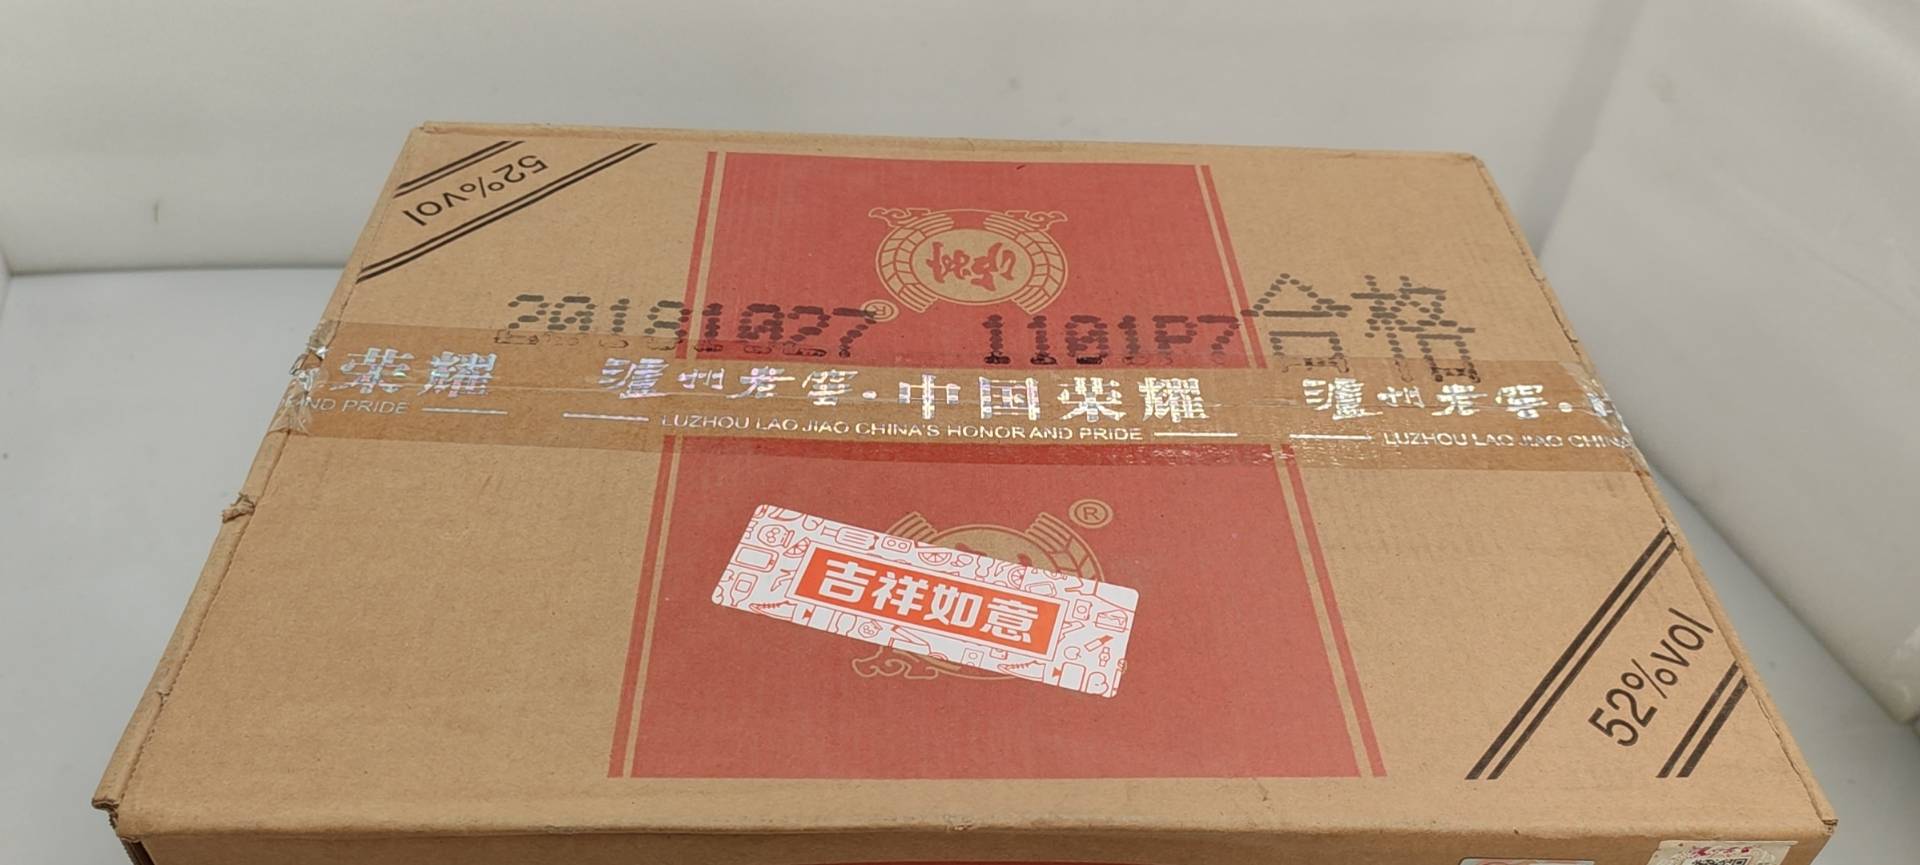 52%vol
20181027 1101P7 合格
荣耀 泸州老窖·中国荣耀 泸州老窖·
AND PRIDE LUZHOU LAO JIAO CHINA'S HONOR AND PRIDE LUZHOU LAO JIAO CHINA
®
®
吉祥如意
52%vol